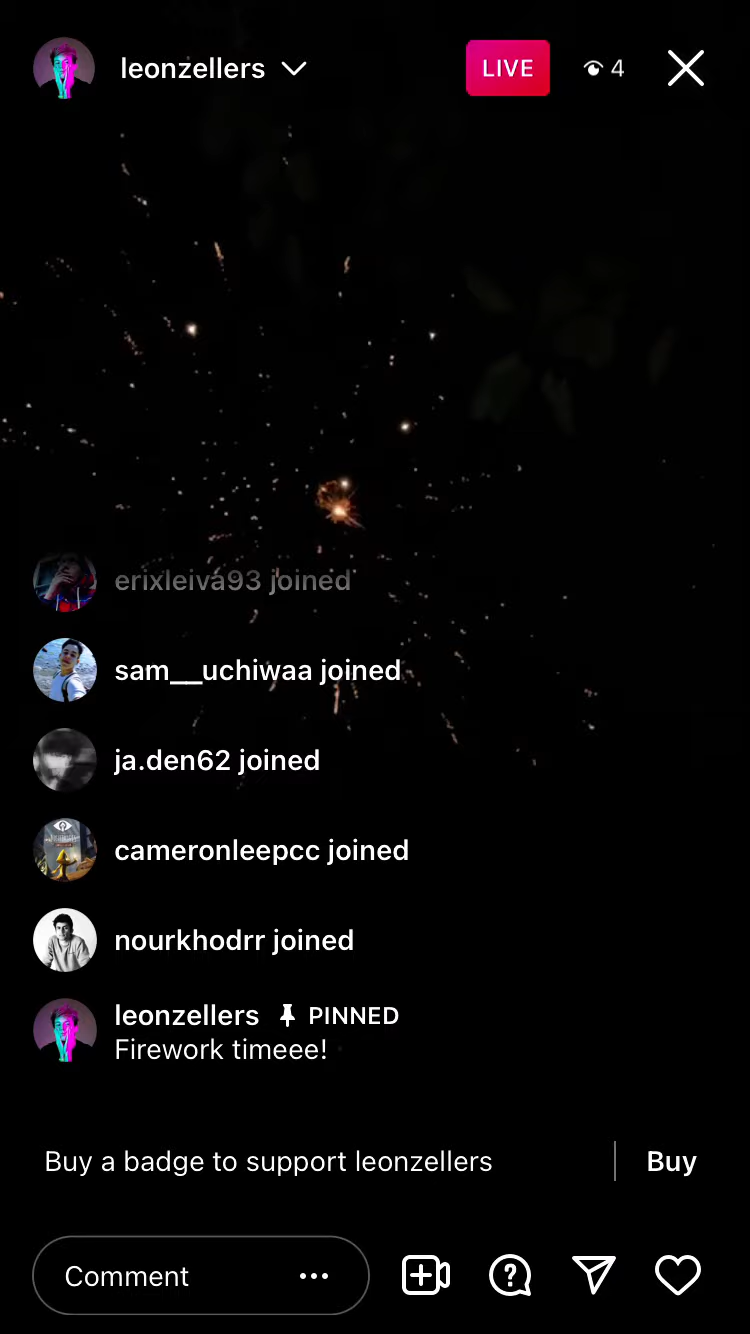 leonzellers
LIVE
4
erixleiva93 joined
sam__uchiwaa joined
ja.den62 joined
cameronleepcc joined
nourkhodrr joined
leonzellers PINNED
Firework timeee!
Buy a badge to support leonzellers
Buy
Comment